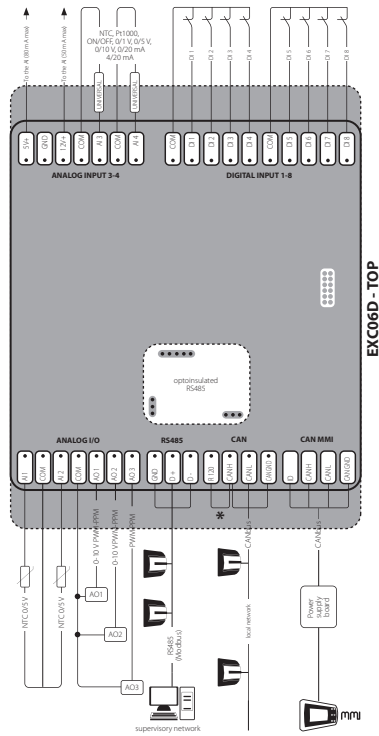 To the AI (80 mA max)
To the AI (50 mA max)
NTC, Pt1000,
ON/OFF, 0/1 V, 0/5 V,
0/10 V, 0/20 mA
4/20 mA
UNIVERSAL
UNIVERSAL
DI 1
DI 2
DI 3
DI 4
DI 5
DI 6
DI 7
DI 8
5V+
GND
12V+
COM
AI 3
COM
AI 4
COM
DI 1
DI 2
DI 3
DI 4
COM
DI 5
DI 6
DI 7
DI 8
ANALOG INPUT 3-4
DIGITAL INPUT 1-8
EXC06D - TOP
optoinsulated
RS485
ANALOG I/O
RS485
CAN
CAN MMI
AI 1
COM
AI 2
COM
AO 1
AO 2
AO 3
GND
D +
D -
R 120
CANH
CANL
CAN GND
ID
CANH
CANL
CAN GND
*
NTC 0/5 V
NTC 0/5 V
0-10 V PWM-PPM
0-10 V PWM-PPM
PWM-PPM
CANbus
CANbus
AO1
AO2
AO3
RS485
(Modbus)
local network
Power
supply
board
supervisory network
MMI